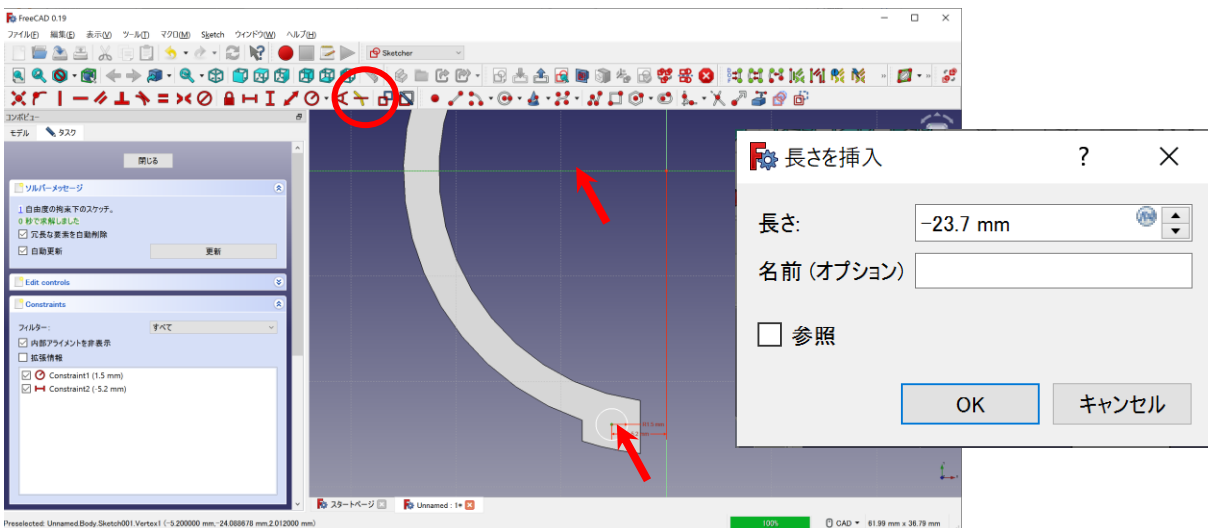 FreeCAD 0.19
ファイル(F) 編集(E) 表示(V) ツール(T) マクロ(M) Sketch ウィンドウ(W) ヘルプ(H)
Sketcher
コンボビュー
モデル タスク
閉じる
ソルバーメッセージ
1 自由度の拘束下のスケッチ。
0 秒で求解しました
冗長な要素を自動削除
自動更新 更新
Edit controls
Constraints
フィルター: すべて
内部アライメントを非表示
拡張情報
Constraint1 (1.5 mm)
Constraint2 (-5.2 mm)
R1.5 mm
5.2 mm
スタートページ Unnamed : 1*
Preselected: Unnamed.Body.Sketch001.Vertex1 (-5.200000 mm,-24.088678 mm,2.012000 mm)
100% CAD 61.99 mm x 36.79 mm
長さを挿入 ?
長さ: -23.7 mm
名前 (オプション)
参照
OK キャンセル